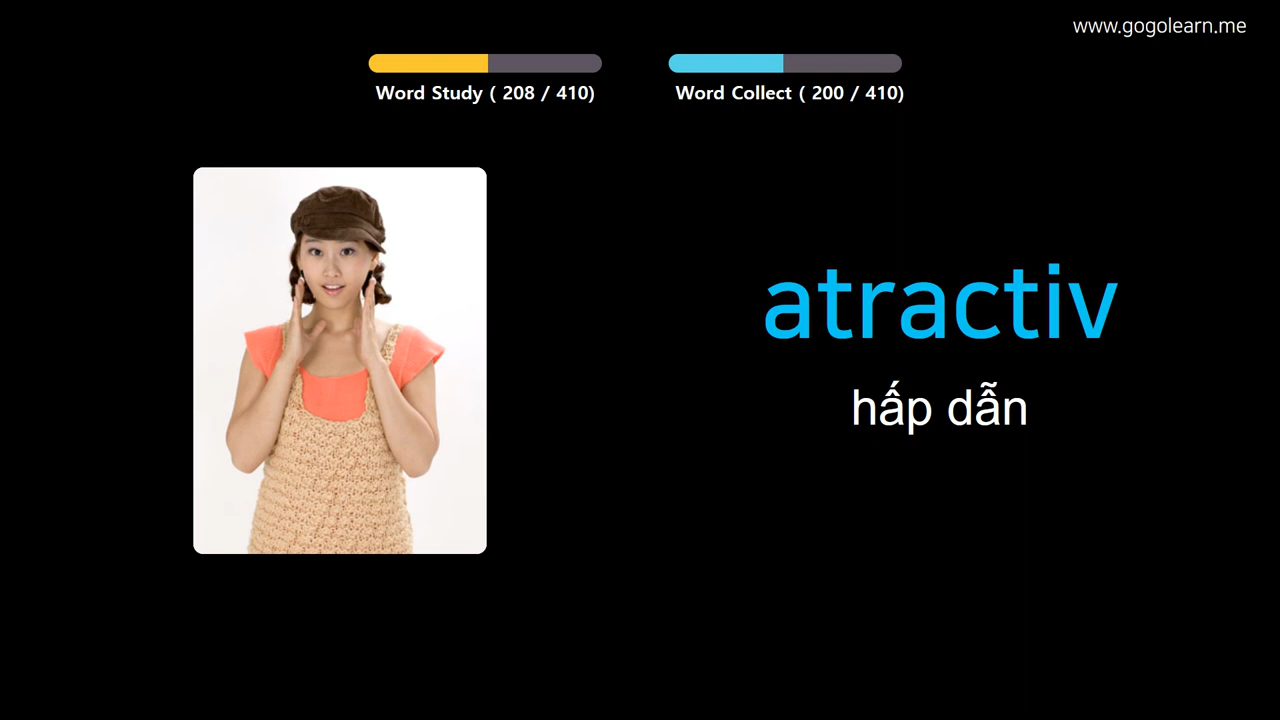 www.gogolearn.me
Word Study ( 208 / 410)
Word Collect ( 200 / 410)
atractiv
hấp dẫn